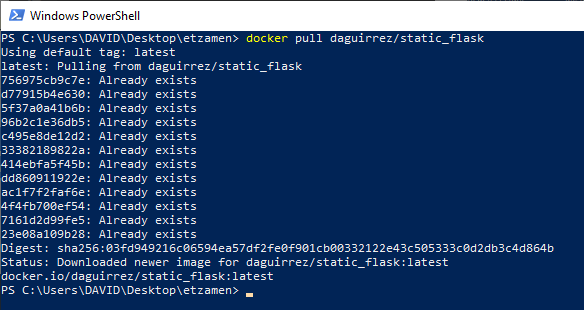 Windows PowerShell
PS C:\Users\DAVID\Desktop\etzamen> docker pull daguirrez/static_flask
Using default tag: latest
latest: Pulling from daguirrez/static_flask
756975cb9c7e: Already exists
d77915b4e630: Already exists
5f37a0a41b6b: Already exists
96b2c1e36db5: Already exists
c495e8de12d2: Already exists
33382189822a: Already exists
414ebfa5f45b: Already exists
dd860911922e: Already exists
ac1f7f2faf6e: Already exists
4f4fb700ef54: Already exists
7161d2d99fe5: Already exists
23e08a109b28: Already exists
Digest: sha256:03fd949216c06594ea57df2fe0f901cb00332122e43c505333c0d2db3c4d864b
Status: Downloaded newer image for daguirrez/static_flask:latest
docker.io/daguirrez/static_flask:latest
PS C:\Users\DAVID\Desktop\etzamen>